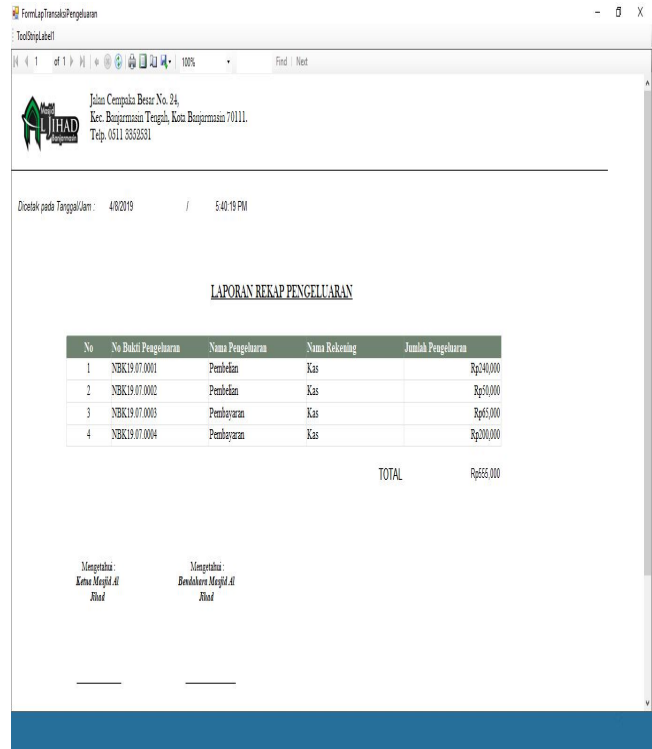 FormLapTransaksiPengeluaran
ToolStripLabel1
1 of 1 100% Find | Next
Masjid
AL JIHAD
Banjarmasin
Jalan Cempaka Besar No. 24,
Kec. Banjarmasin Tengah, Kota Banjarmasin 70111.
Telp. 0511 3352531
Dicetak pada Tanggal/Jam : 4/8/2019 / 5:40:19 PM
LAPORAN REKAP PENGELUARAN
No No Bukti Pengeluaran Nama Pengeluaran Nama Rekening Jumlah Pengeluaran
1 NBK19.07.0001 Pembelian Kas Rp240,000
2 NBK19.07.0002 Pembelian Kas Rp50,000
3 NBK19.07.0003 Pembayaran Kas Rp65,000
4 NBK19.07.0004 Pembayaran Kas Rp200,000
TOTAL Rp555,000
Mengetahui : Mengetahui :
Ketua Masjid Al Bendahara Masjid Al
Jihad Jihad